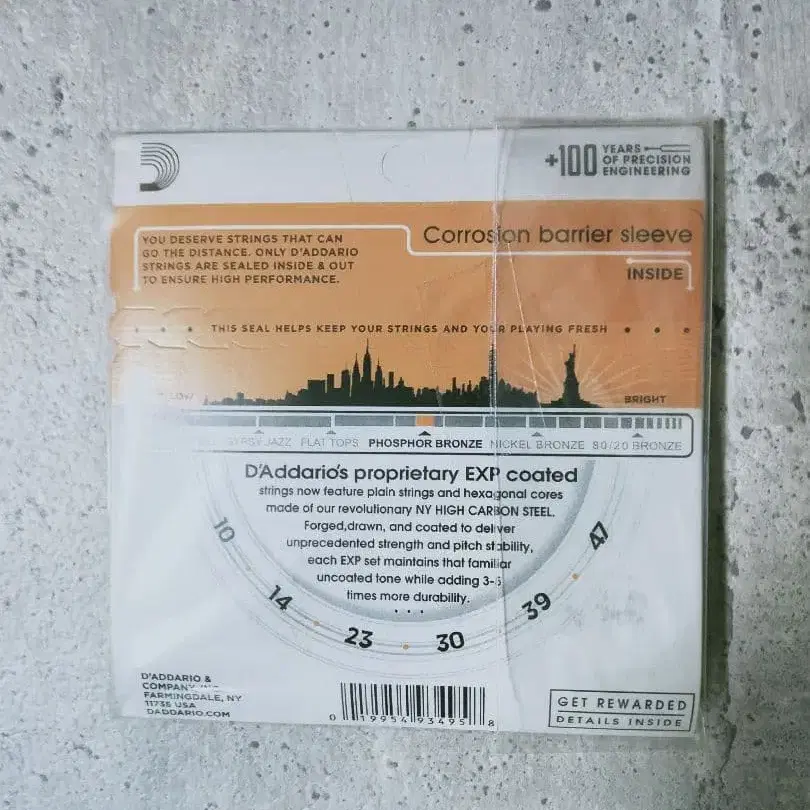 +100 YEARS
OF PRECISION
ENGINEERING
YOU DESERVE STRINGS THAT CAN
GO THE DISTANCE. ONLY D'ADDARIO
STRINGS ARE SEALED INSIDE & OUT
TO ENSURE HIGH PERFORMANCE.
Corrosion barrier sleeve
INSIDE
THIS SEAL HELPS KEEP YOUR STRINGS AND YOUR PLAYING FRESH
BRIGHT
GYPSY JAZZ FLAT TOPS PHOSPHOR BRONZE NICKEL BRONZE 80/20 BRONZE
D'Addario's proprietary EXP coated
strings now feature plain strings and hexagonal cores
made of our revolutionary NY HIGH CARBON STEEL.
Forged,drawn, and coated to deliver
unprecedented strength and pitch stability,
each EXP set maintains that familiar
uncoated tone while adding 3-
times more durability.
10 14 23 30 39 47
D'ADDARIO &
COMPANY
FARMINGDALE, NY
11735 USA
DADDARIO.COM
0 19954 93495 8
GET REWARDED
DETAILS INSIDE